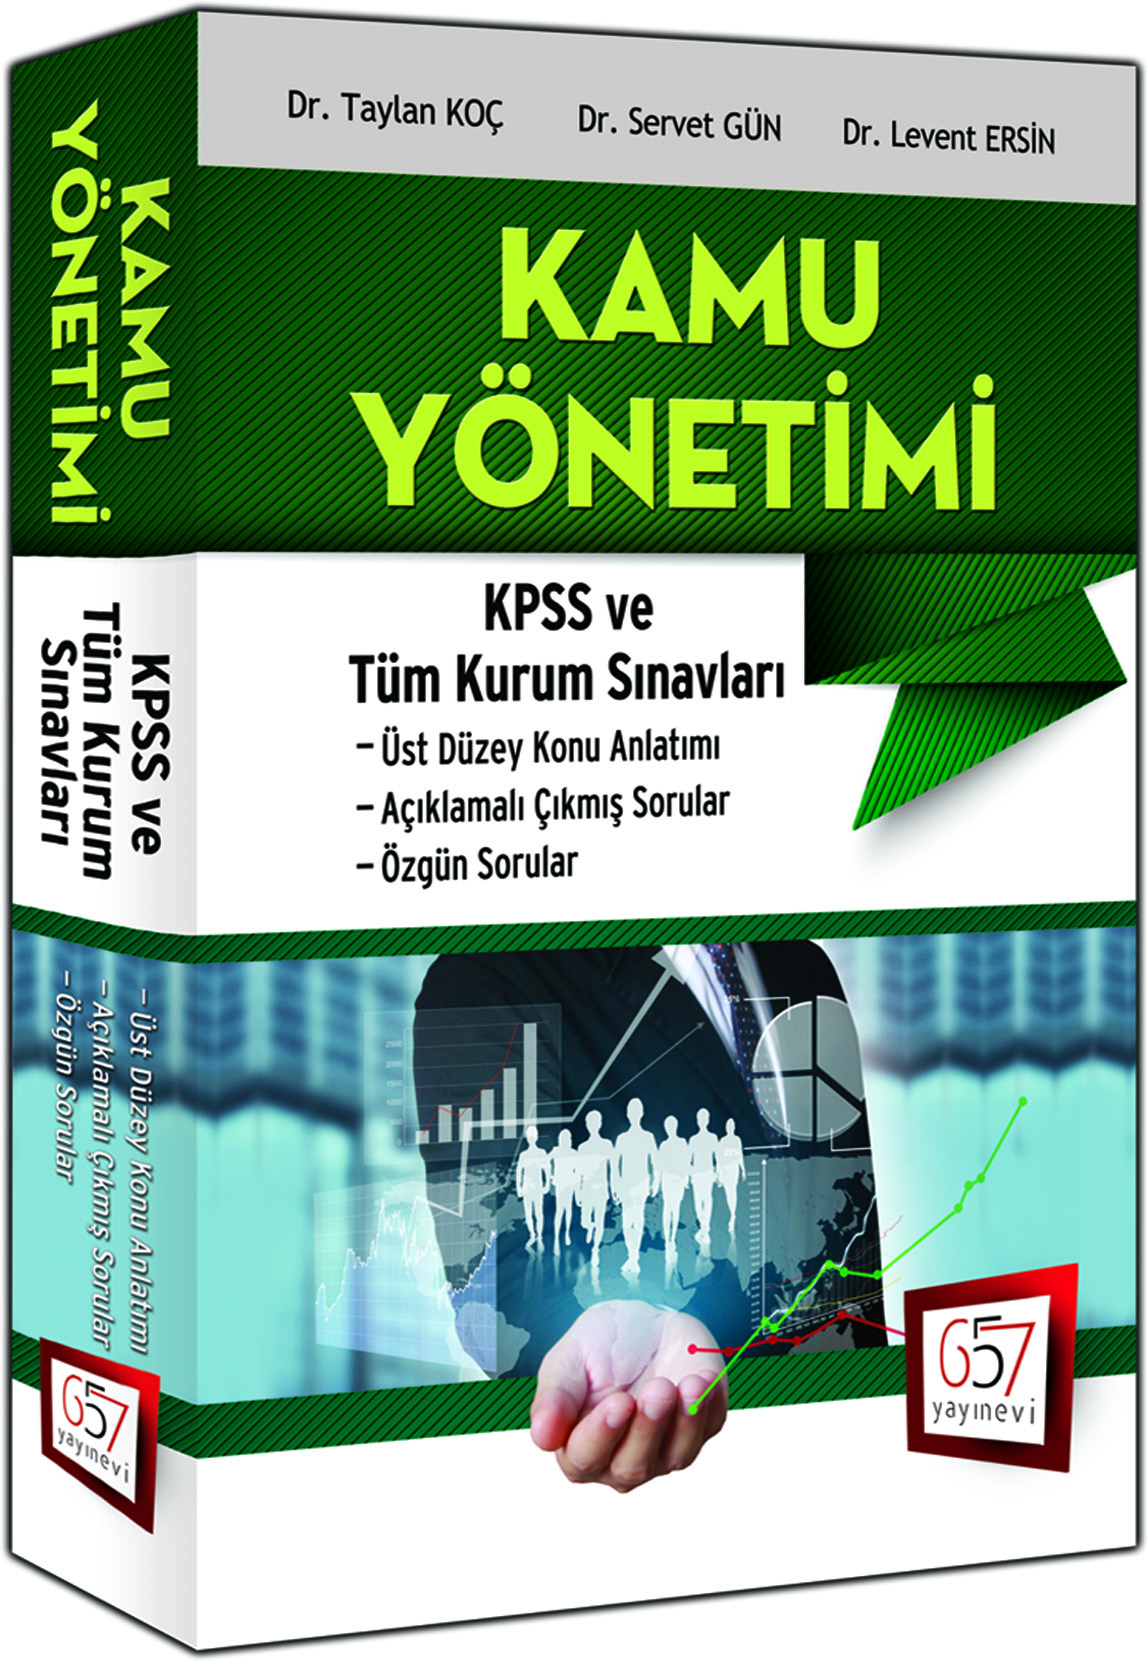 Dr. Taylan KOÇ Dr. Servet GÜN Dr. Levent ERSİN
KAMU
YÖNETİMİ
KPSS ve
Tüm Kurum Sınavları
– Üst Düzey Konu Anlatımı
– Açıklamalı Çıkmış Sorular
– Özgün Sorular
657
yayınevi
KAMU
YÖNETİMİ
KPSS ve
Tüm Kurum
Sınavları
– Üst Düzey Konu Anlatımı
– Açıklamalı Çıkmış Sorular
– Özgün Sorular
657
yayınevi